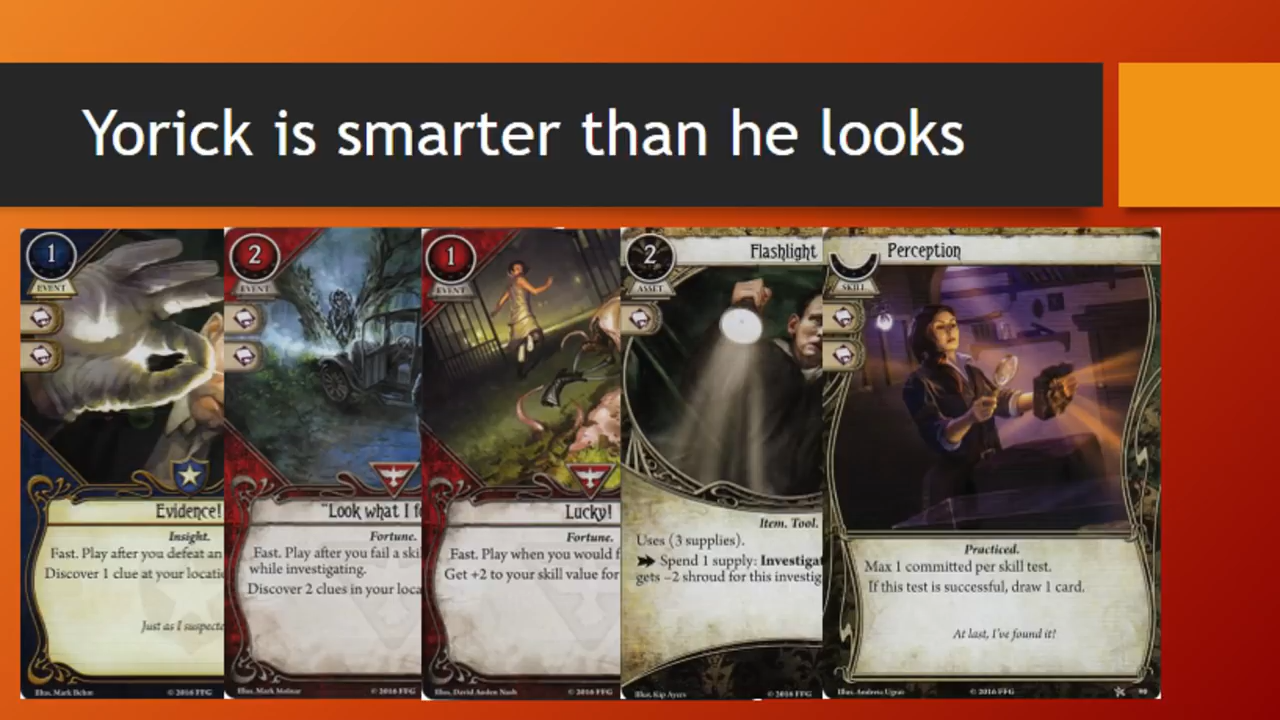 Yorick is smarter than he looks
1
EVENT
Evidence!
Insight.
Fast. Play after you defeat an
Discover 1 clue at your locati
Just as I suspecte
Illus. Mark Behm
© 2016 FFG
2
EVENT
"Look what I f
Fortune.
Fast. Play after you fail a ski
while investigating.
Discover 2 clues in your loca
Illus. Mark Molnar
© 2016 FFG
1
EVENT
Lucky!
Fortune.
Fast. Play when you would f
Get +2 to your skill value for
Illus. David Auden Nash
© 2016 FFG
2
ASSET
Flashlight
Item. Tool.
Uses (3 supplies).
Spend 1 supply: Investigat
gets –2 shroud for this investig
Illus. Kip Ayers
© 2016 FFG
SKILL
Perception
Practiced.
Max 1 committed per skill test.
If this test is successful, draw 1 card.
At last, I've found it!
Illus. Andreia Ugrai
© 2016 FFG
90